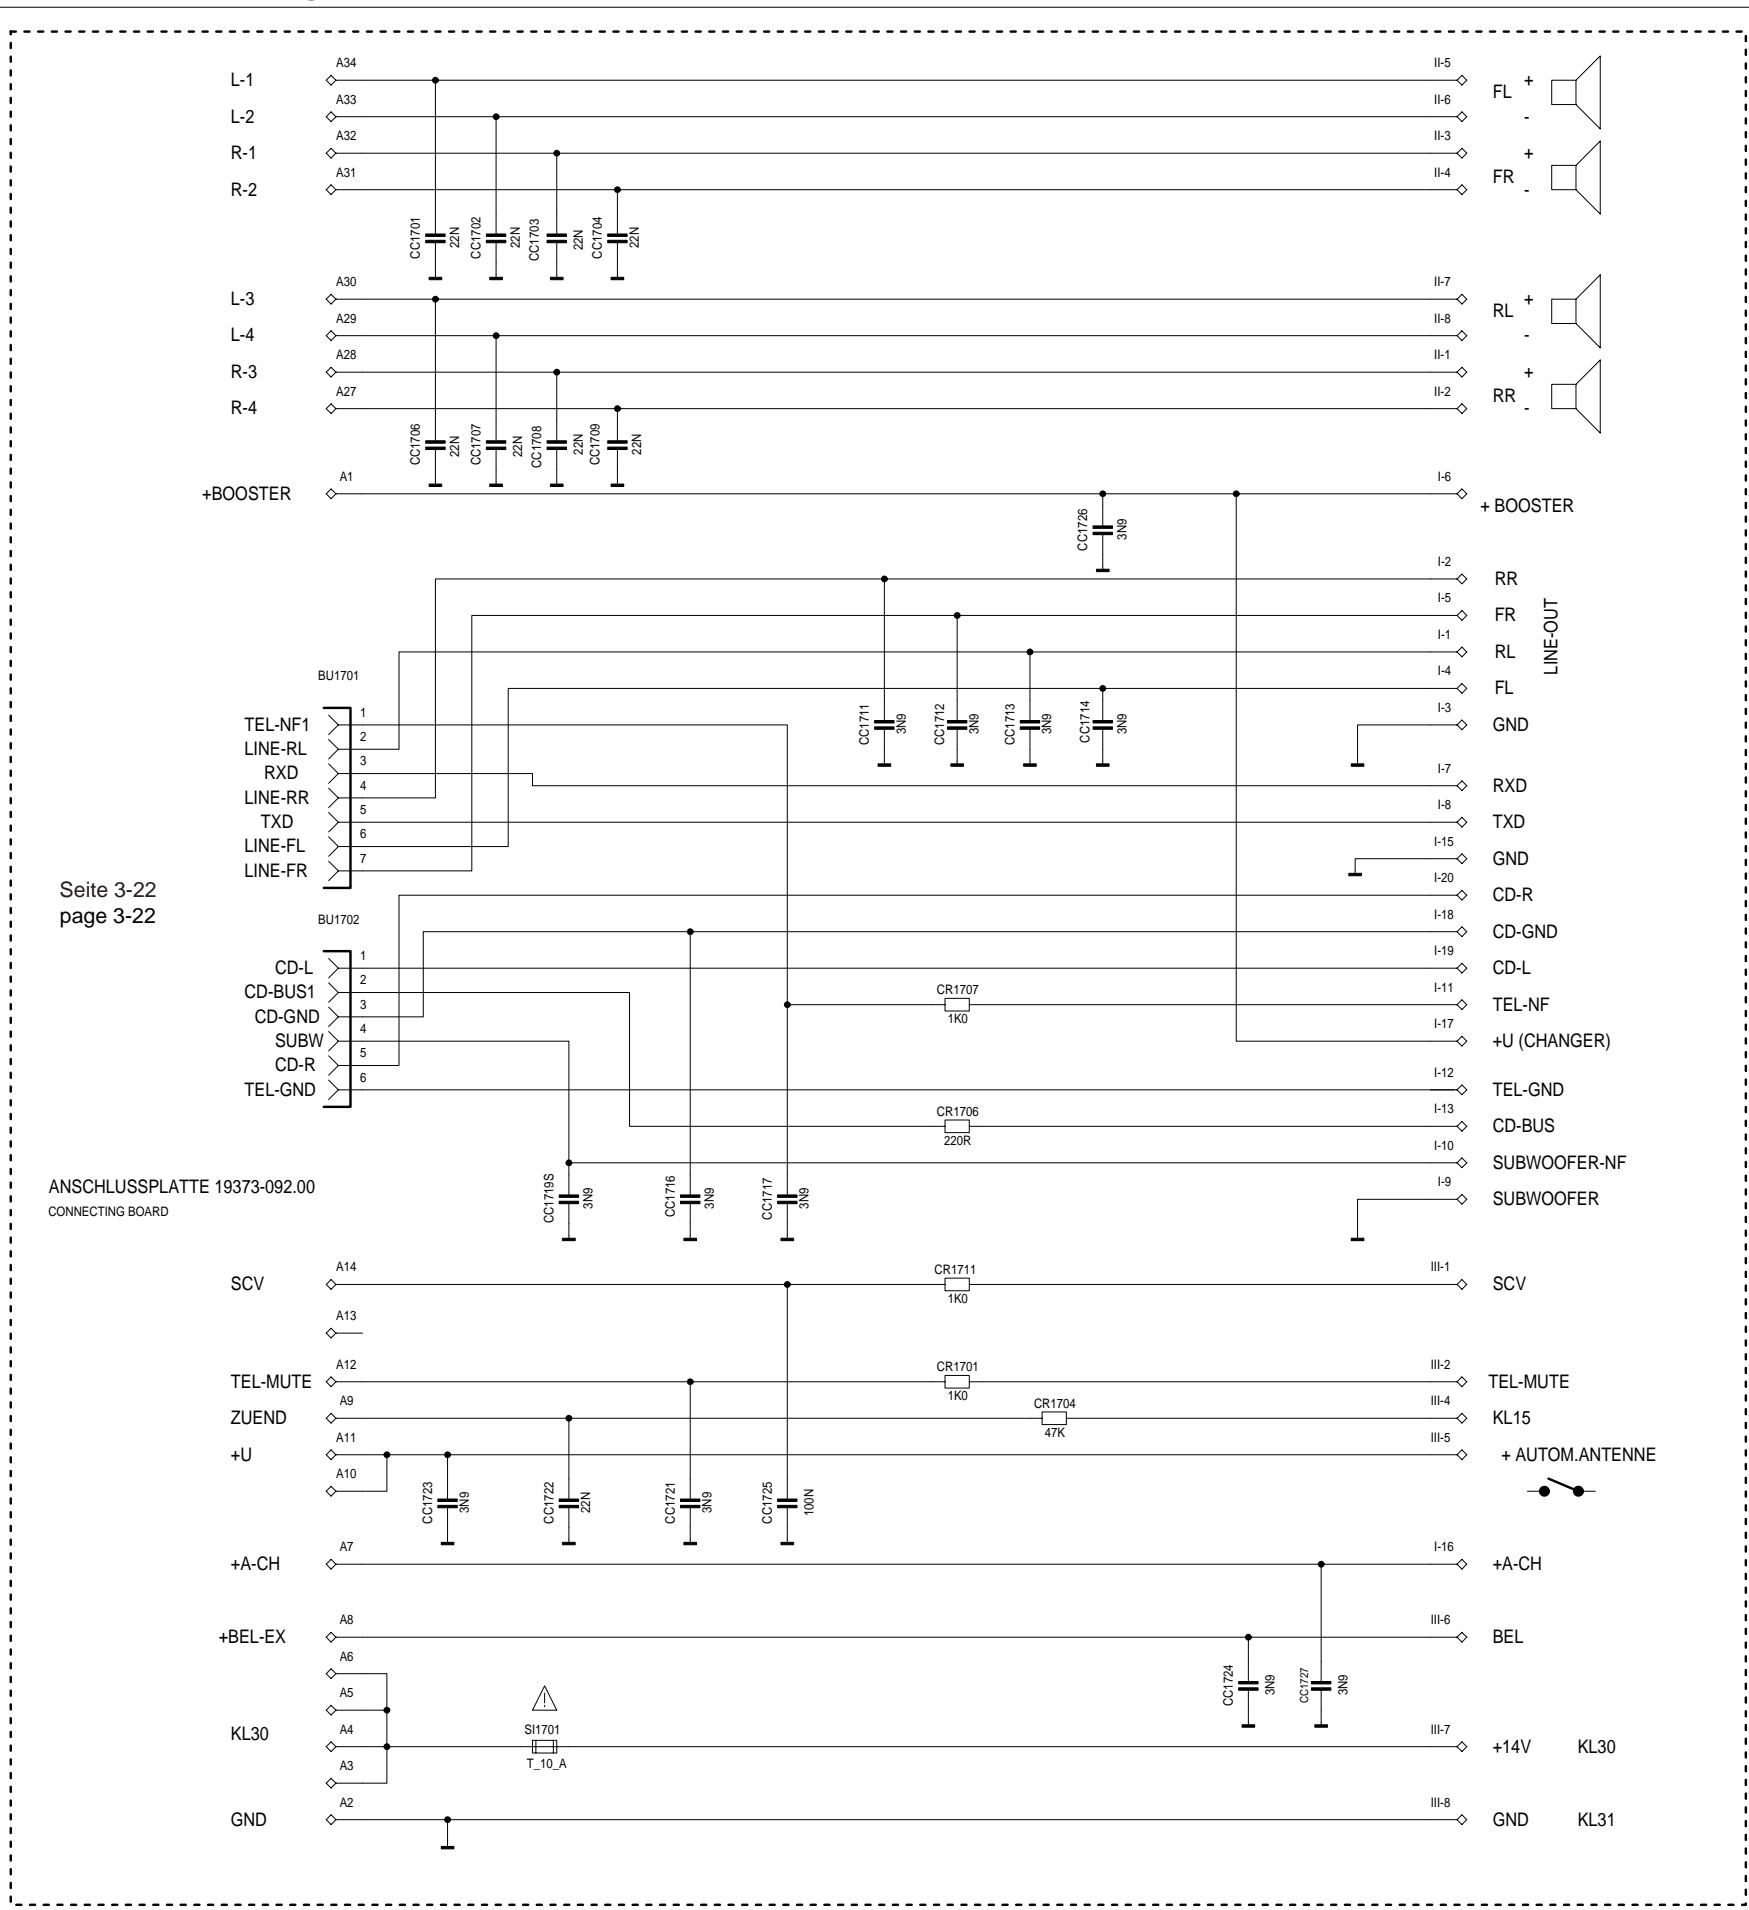 L-1 A34 II-5 FL +
L-2 A33 II-6 -
R-1 A32 II-3 +
R-2 A31 II-4 FR -
CC1701 22N CC1702 22N CC1703 22N CC1704 22N
L-3 A30 II-7 RL +
L-4 A29 II-8 -
R-3 A28 II-1 +
R-4 A27 II-2 RR -
CC1706 22N CC1707 22N CC1708 22N CC1709 22N
+BOOSTER A1 I-6 + BOOSTER
CC1726 3N9
I-2 RR
I-5 FR
I-1 RL
I-4 FL
LINE-OUT
BU1701
CC1711 3N9 CC1712 3N9 CC1713 3N9 CC1714 3N9
I-3 GND
TEL-NF1 1
LINE-RL 2
RXD 3
LINE-RR 4
TXD 5
LINE-FL 6
LINE-FR 7
I-7 RXD
I-8 TXD
I-15 GND
I-20 CD-R
I-18 CD-GND
I-19 CD-L
Seite 3-22
page 3-22
BU1702
CD-L 1
CD-BUS1 2
CD-GND 3
SUBW 4
CD-R 5
TEL-GND 6
CR1707 1K0 I-11 TEL-NF
I-17 +U (CHANGER)
I-12 TEL-GND
CR1706 220R I-13 CD-BUS
I-10 SUBWOOFER-NF
I-9 SUBWOOFER
ANSCHLUSSPLATTE 19373-092.00
CONNECTING BOARD
CC1719S 3N9 CC1716 3N9 CC1717 3N9
SCV A14 CR1711 1K0 III-1 SCV
A13
TEL-MUTE A12 CR1701 1K0 III-2 TEL-MUTE
ZUEND A9 CR1704 47K III-4 KL15
+U A11 III-5 + AUTOM.ANTENNE
A10
CC1723 3N9 CC1722 22N CC1721 3N9 CC1725 100N
+A-CH A7 I-16 +A-CH
+BEL-EX A8 III-6 BEL
A6
A5
CC1724 3N9 CC1727 3N9
KL30 A4 SI1701 T_10_A III-7 +14V KL30
A3
GND A2 III-8 GND KL31